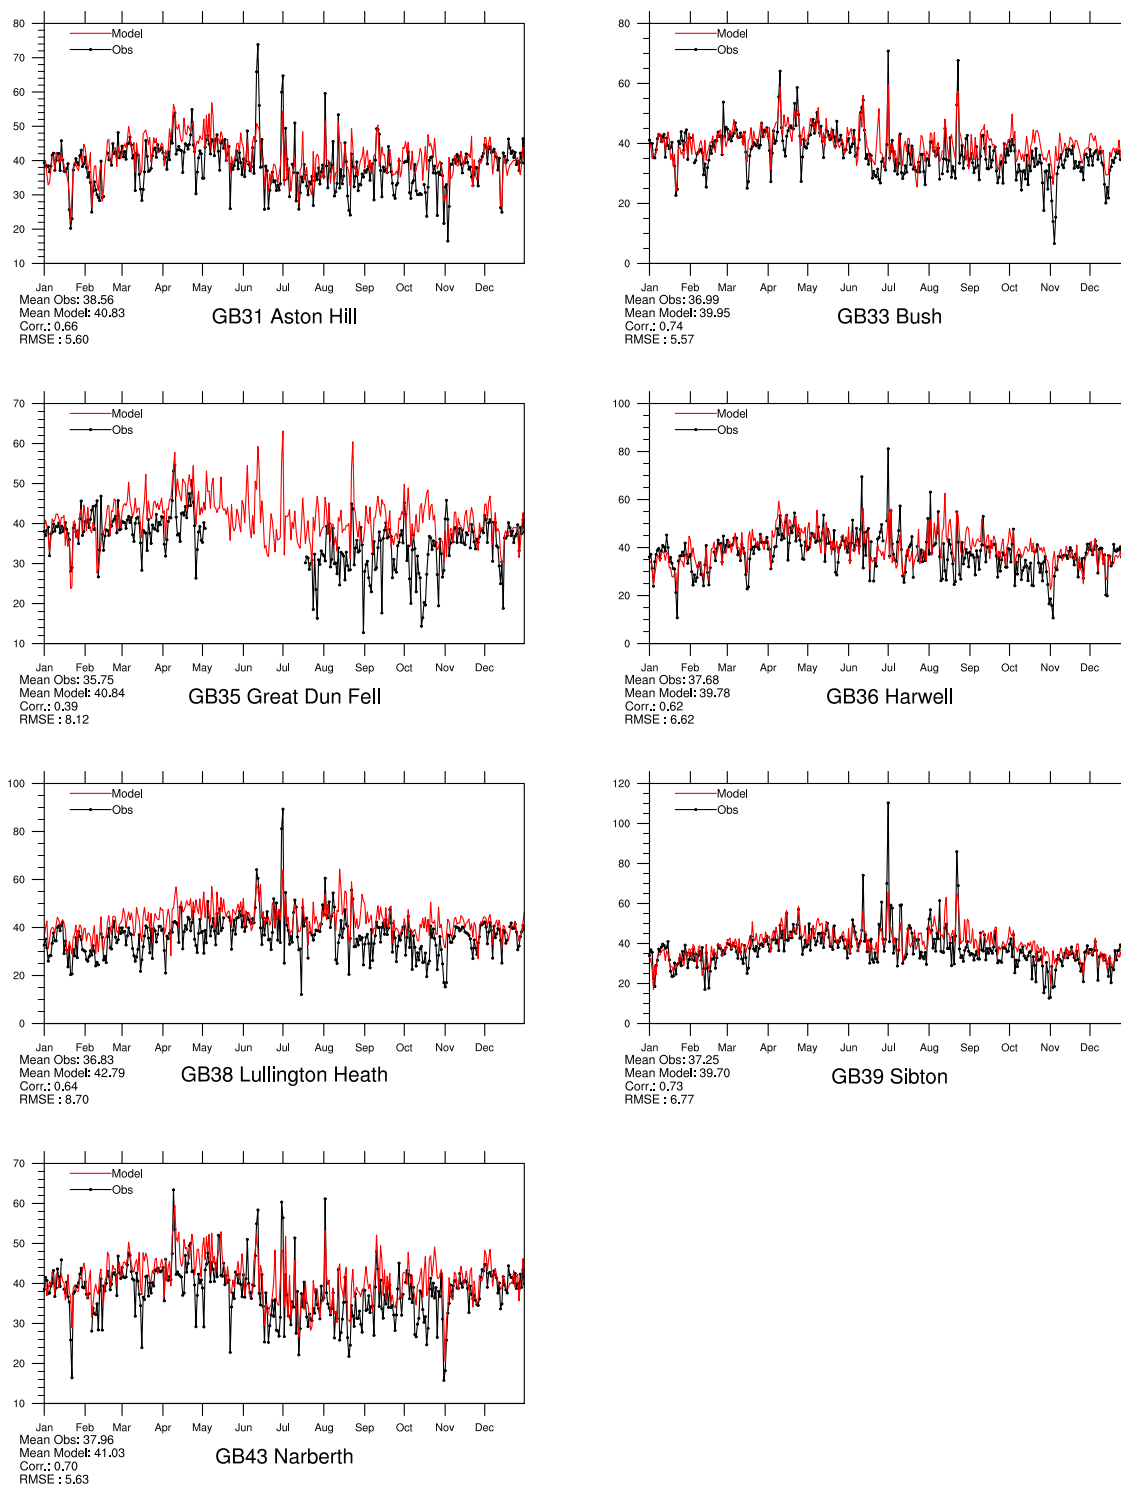 80
70
60
50
40
30
20
10
Model
Obs
Jan Feb Mar Apr May Jun Jul Aug Sep Oct Nov Dec
Mean Obs: 38.56
Mean Model: 40.83
Corr.: 0.66
RMSE : 5.60
GB31 Aston Hill
80
60
40
20
0
Model
Obs
Jan Feb Mar Apr May Jun Jul Aug Sep Oct Nov Dec
Mean Obs: 36.99
Mean Model: 39.95
Corr.: 0.74
RMSE : 5.57
GB33 Bush
70
60
50
40
30
20
10
Model
Obs
Jan Feb Mar Apr May Jun Jul Aug Sep Oct Nov Dec
Mean Obs: 35.75
Mean Model: 40.84
Corr.: 0.39
RMSE : 8.12
GB35 Great Dun Fell
100
80
60
40
20
0
Model
Obs
Jan Feb Mar Apr May Jun Jul Aug Sep Oct Nov Dec
Mean Obs: 37.68
Mean Model: 39.78
Corr.: 0.62
RMSE : 6.62
GB36 Harwell
100
80
60
40
20
0
Model
Obs
Jan Feb Mar Apr May Jun Jul Aug Sep Oct Nov Dec
Mean Obs: 36.83
Mean Model: 42.79
Corr.: 0.64
RMSE : 8.70
GB38 Lullington Heath
120
100
80
60
40
20
0
Model
Obs
Jan Feb Mar Apr May Jun Jul Aug Sep Oct Nov Dec
Mean Obs: 37.25
Mean Model: 39.70
Corr.: 0.73
RMSE : 6.77
GB39 Sibton
70
60
50
40
30
20
10
Model
Obs
Jan Feb Mar Apr May Jun Jul Aug Sep Oct Nov Dec
Mean Obs: 37.96
Mean Model: 41.03
Corr.: 0.70
RMSE : 5.63
GB43 Narberth